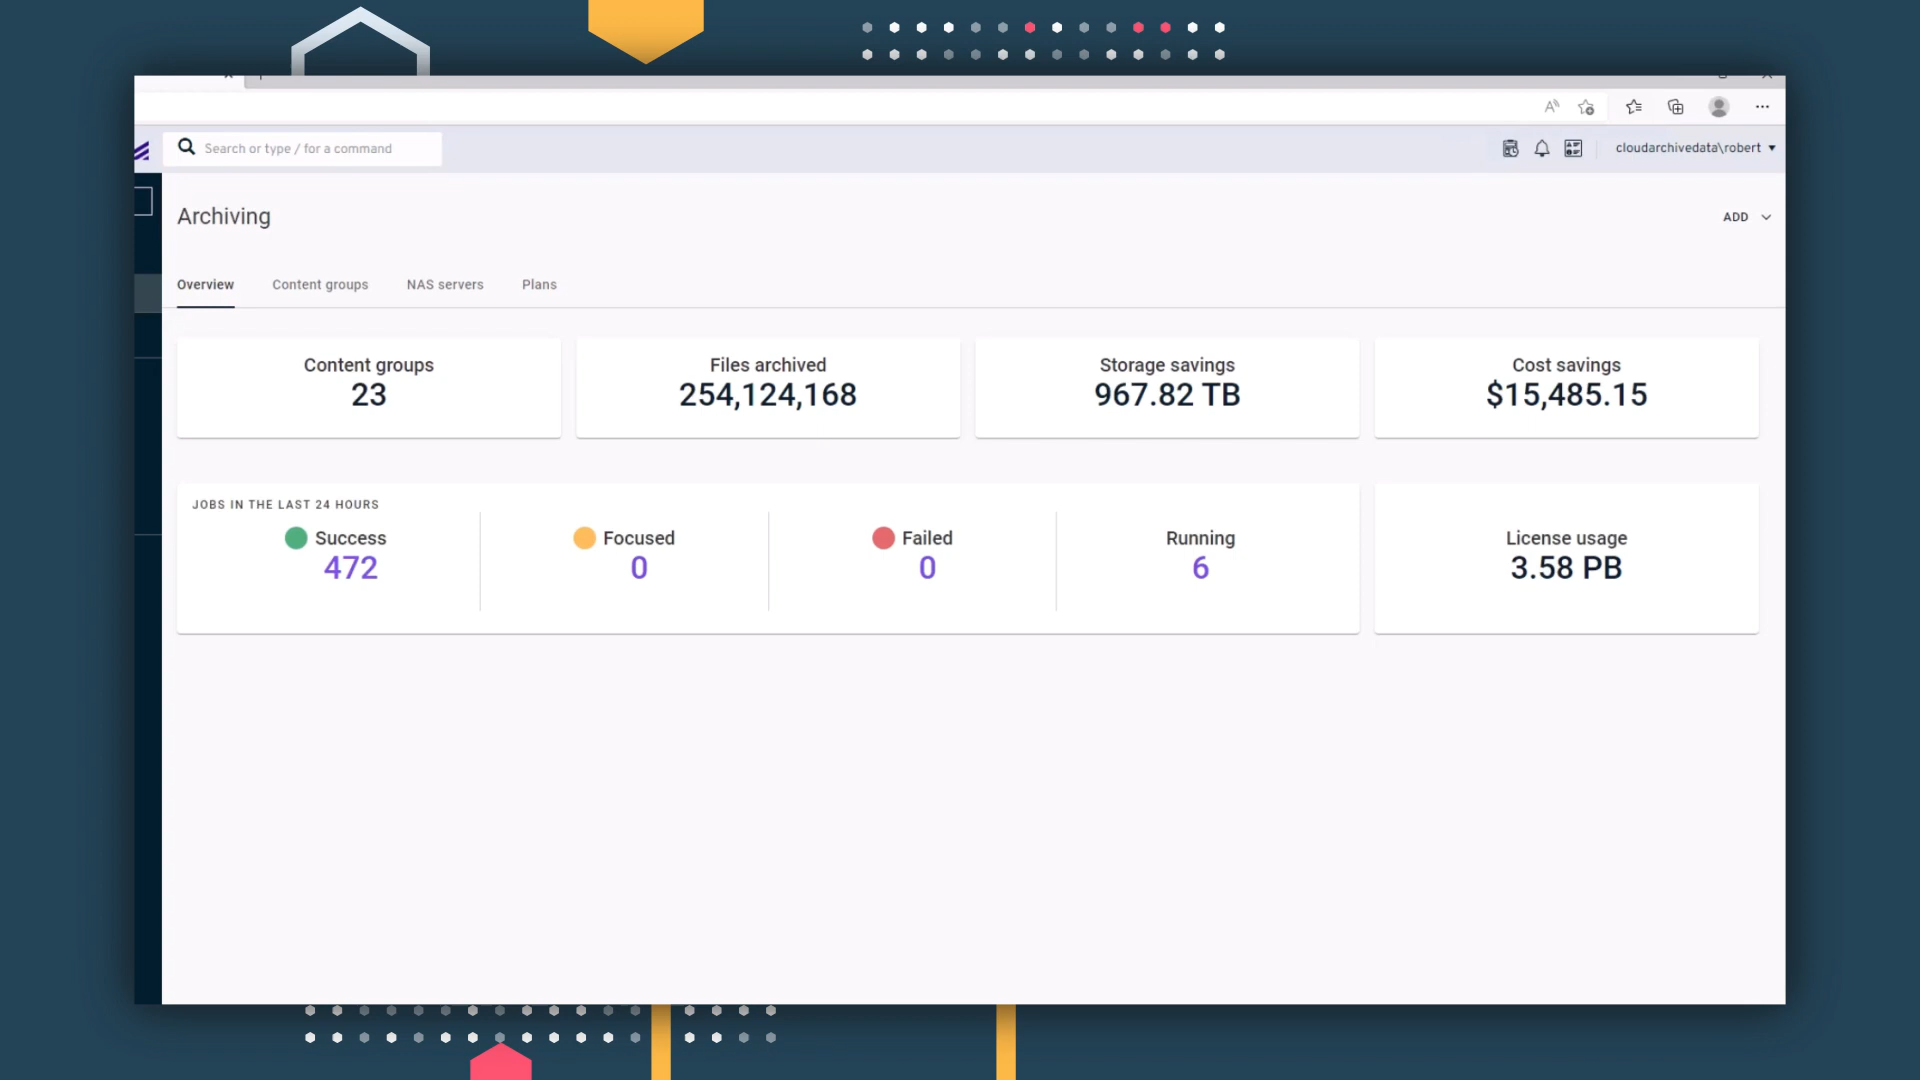 Search or type / for a command
cloudarchivedata\robert
Archiving
ADD
Overview
Content groups
NAS servers
Plans
Content groups
23
Files archived
254,124,168
Storage savings
967.82 TB
Cost savings
$15,485.15
JOBS IN THE LAST 24 HOURS
Success
472
Focused
0
Failed
0
Running
6
License usage
3.58 PB